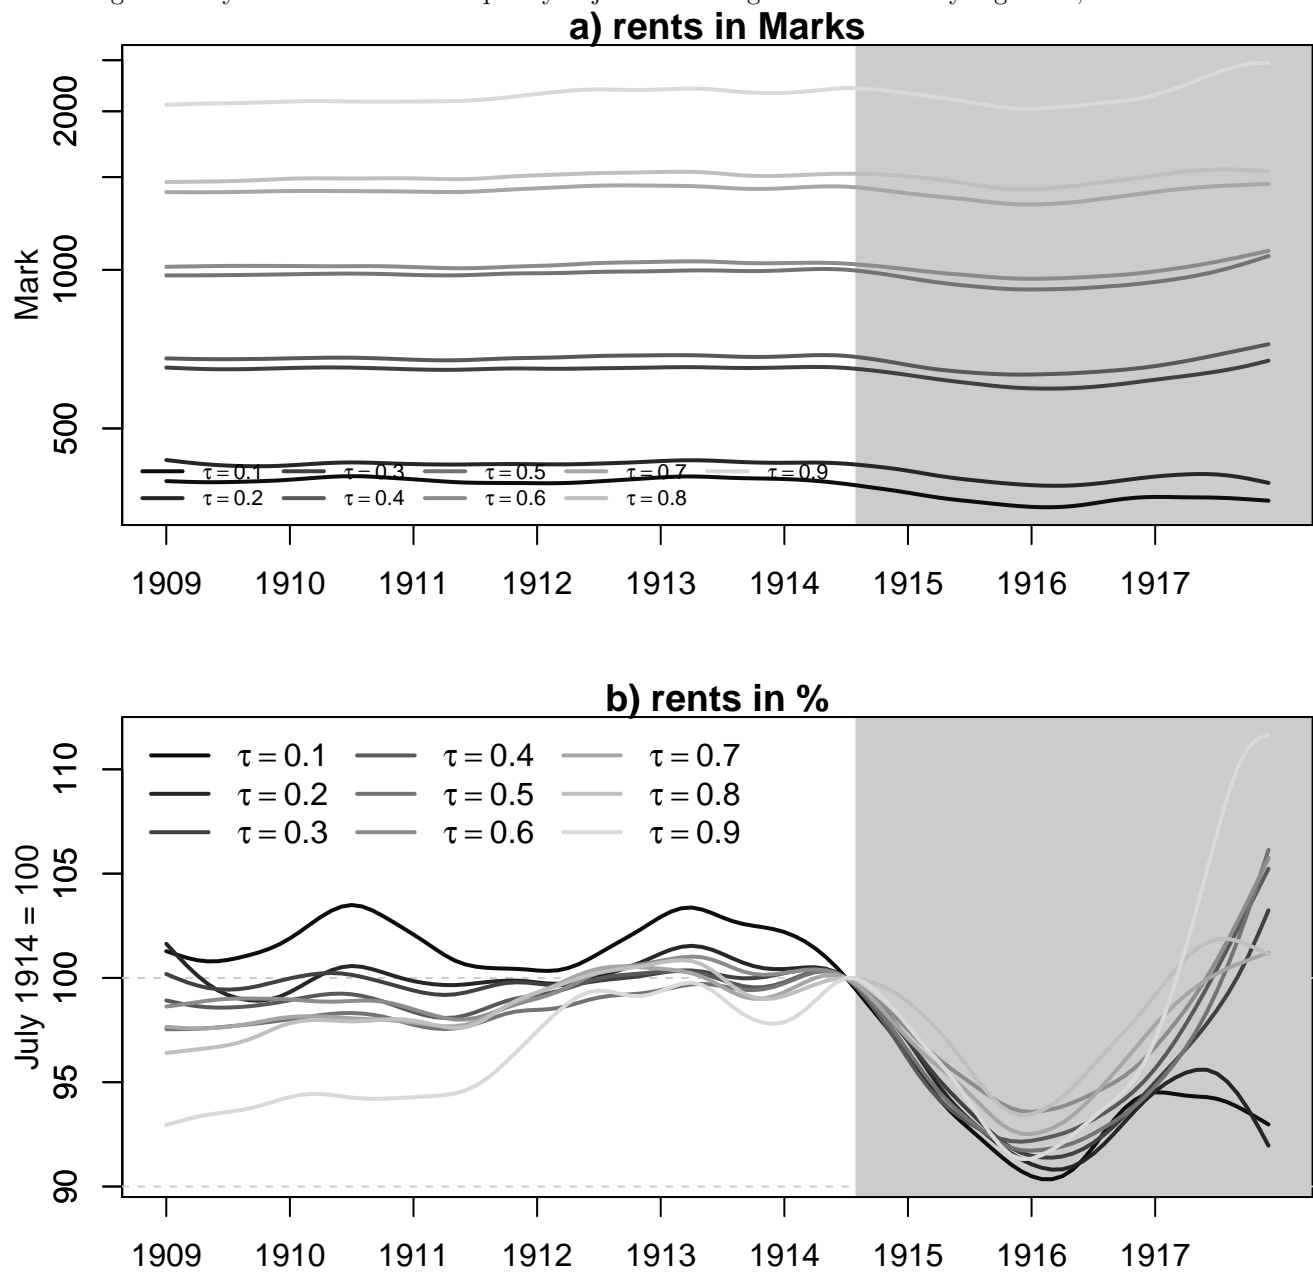 a) rents in Marks
2000
1000
500
Mark
τ = 0.1 τ = 0.3 τ = 0.5 τ = 0.7 τ = 0.9
τ = 0.2 τ = 0.4 τ = 0.6 τ = 0.8
1909 1910 1911 1912 1913 1914 1915 1916 1917
b) rents in %
110
105
100
95
90
July 1914 = 100
τ = 0.1 τ = 0.4 τ = 0.7
τ = 0.2 τ = 0.5 τ = 0.8
τ = 0.3 τ = 0.6 τ = 0.9
1909 1910 1911 1912 1913 1914 1915 1916 1917